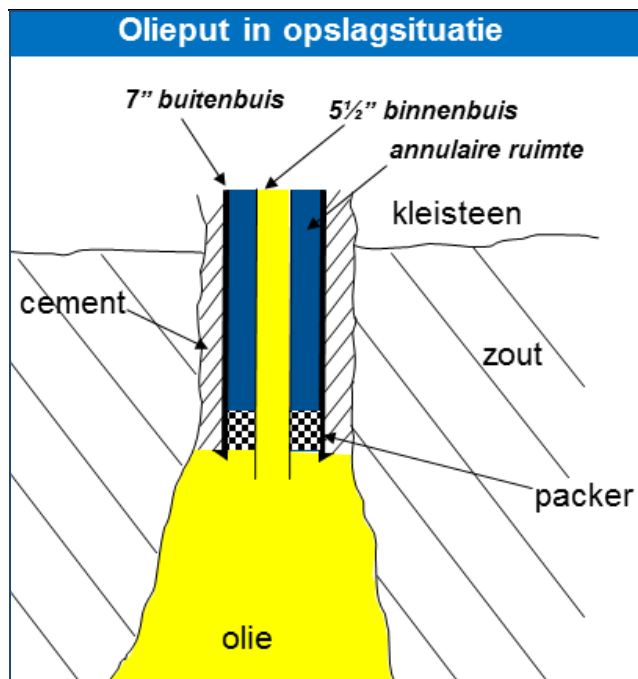 Olieput in opslagsituatie
7” buitenbuis
5½” binnenbuis
annulaire ruimte
kleisteen
cement
zout
packer
olie